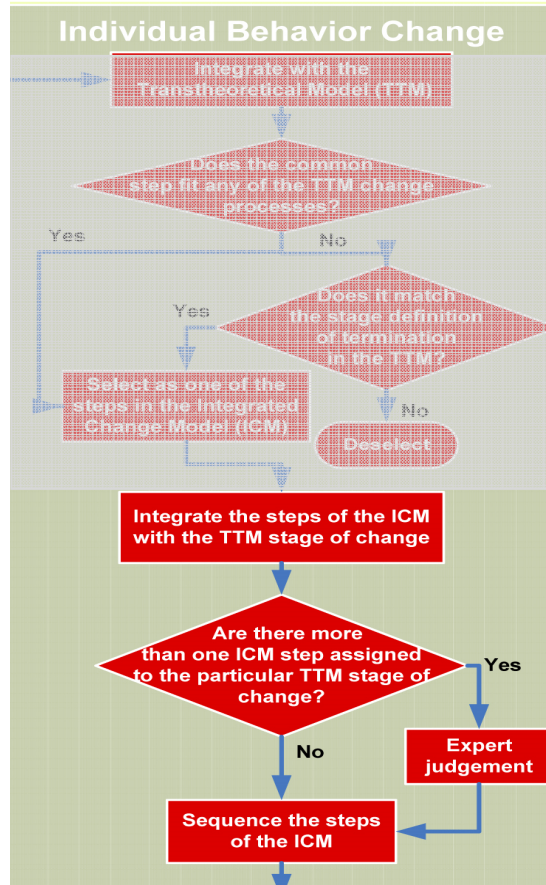 Individual Behavior Change
Integrate with the
Transtheoretical Model (TTM)
Does the common
step fit any of the TTM change
processes?
Yes
No
Does it match
the stage definition
of termination
in the TTM?
Yes
Select as one of the
steps in the Integrated
Change Model (ICM)
No
Deselect
Integrate the steps of the ICM
with the TTM stage of change
Are there more
than one ICM step assigned
to the particular TTM stage of
change?
Yes
Expert
judgement
No
Sequence the steps
of the ICM